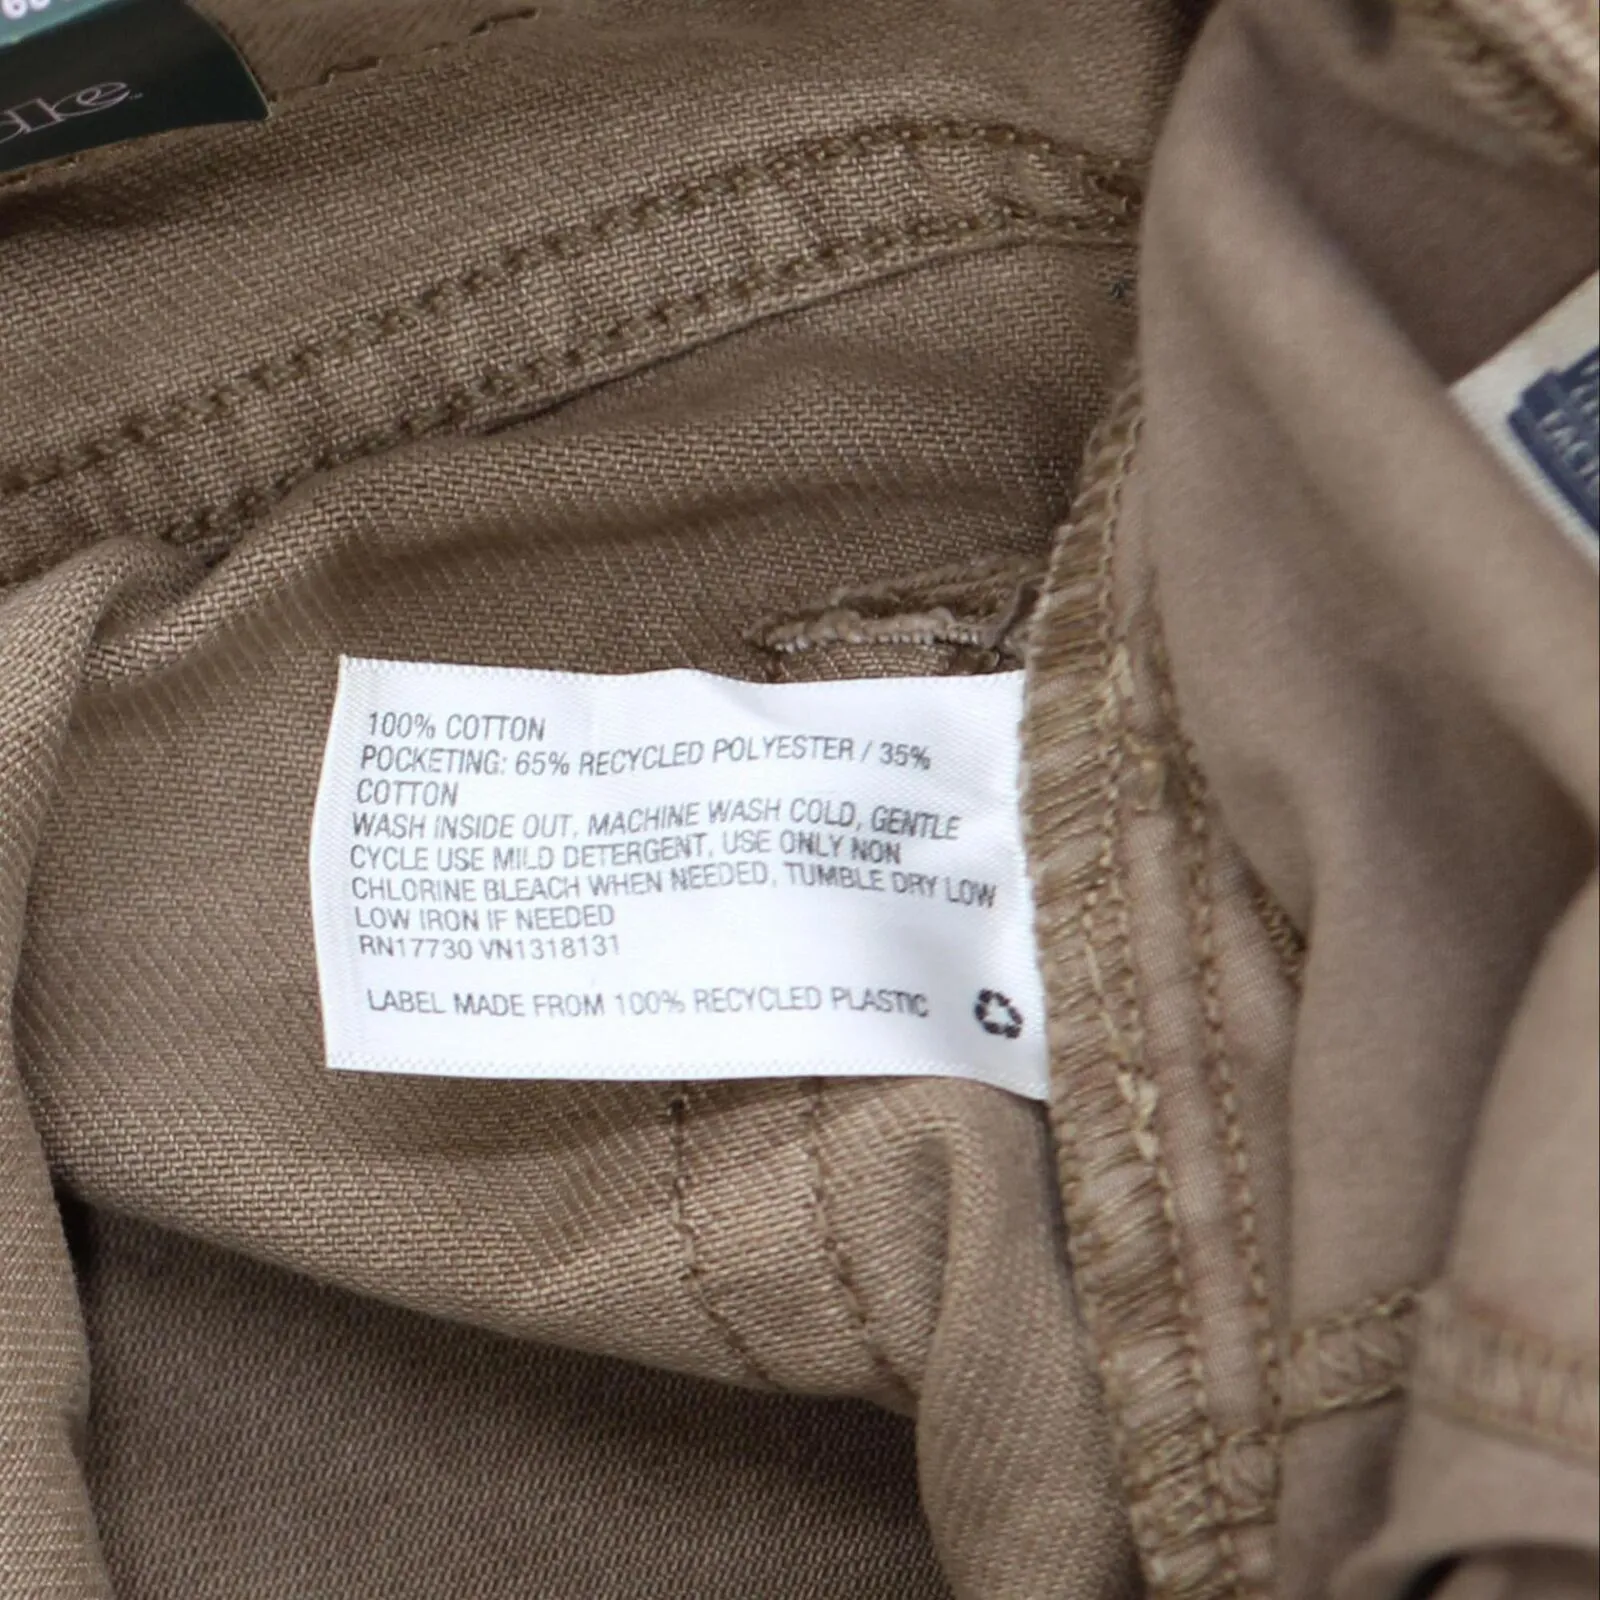 100% COTTON
POCKETING: 65% RECYCLED POLYESTER / 35%
COTTON
WASH INSIDE OUT, MACHINE WASH COLD, GENTLE
CYCLE USE MILD DETERGENT, USE ONLY NON
CHLORINE BLEACH WHEN NEEDED, TUMBLE DRY LOW
LOW IRON IF NEEDED
RN17730 VN1318131
LABEL MADE FROM 100% RECYCLED PLASTIC